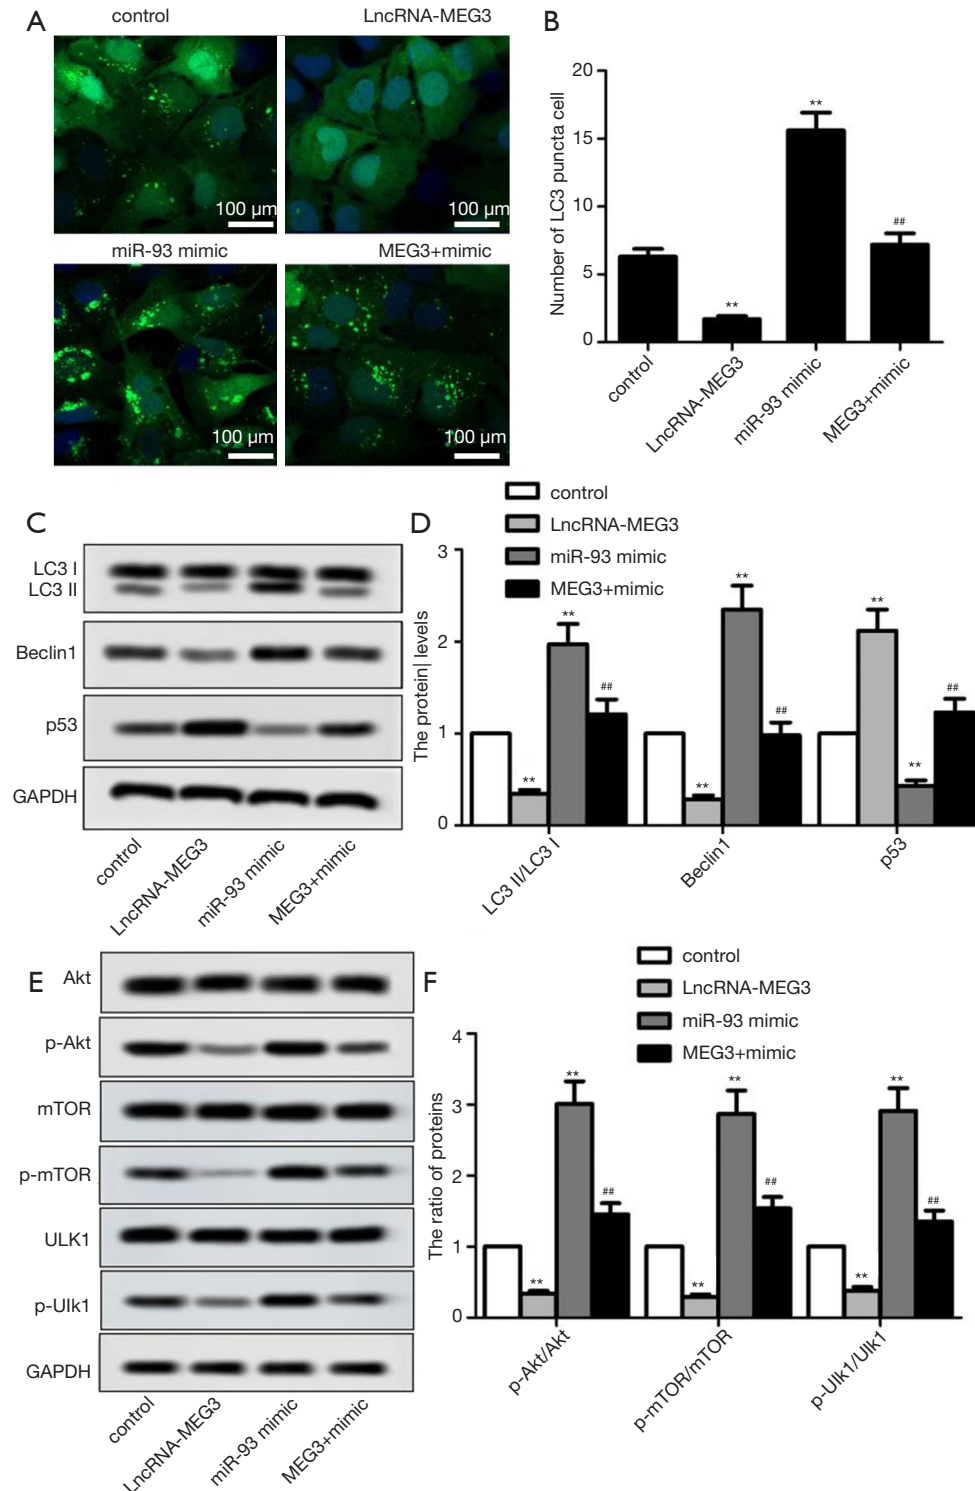 A
control
LncRNA-MEG3
100 µm
100 µm
miR-93 mimic
MEG3+mimic
100 µm
100 µm
B
Number of LC3 puncta cell
20
15
10
5
0
**
**
##
control
LncRNA-MEG3
miR-93 mimic
MEG3+mimic
C
LC3 I
LC3 II
Beclin1
p53
GAPDH
control
LncRNA-MEG3
miR-93 mimic
MEG3+mimic
D
control
LncRNA-MEG3
miR-93 mimic
MEG3+mimic
The protein| levels
3
2
1
0
**
**
##
**
**
##
**
**
##
LC3 II/LC3 I
Beclin1
p53
E
Akt
p-Akt
mTOR
p-mTOR
ULK1
p-Ulk1
GAPDH
control
LncRNA-MEG3
miR-93 mimic
MEG3+mimic
F
control
LncRNA-MEG3
miR-93 mimic
MEG3+mimic
The ratio of proteins
4
3
2
1
0
**
**
##
**
**
##
**
**
##
p-Akt/Akt
p-mTOR/mTOR
p-Ulk1/Ulk1